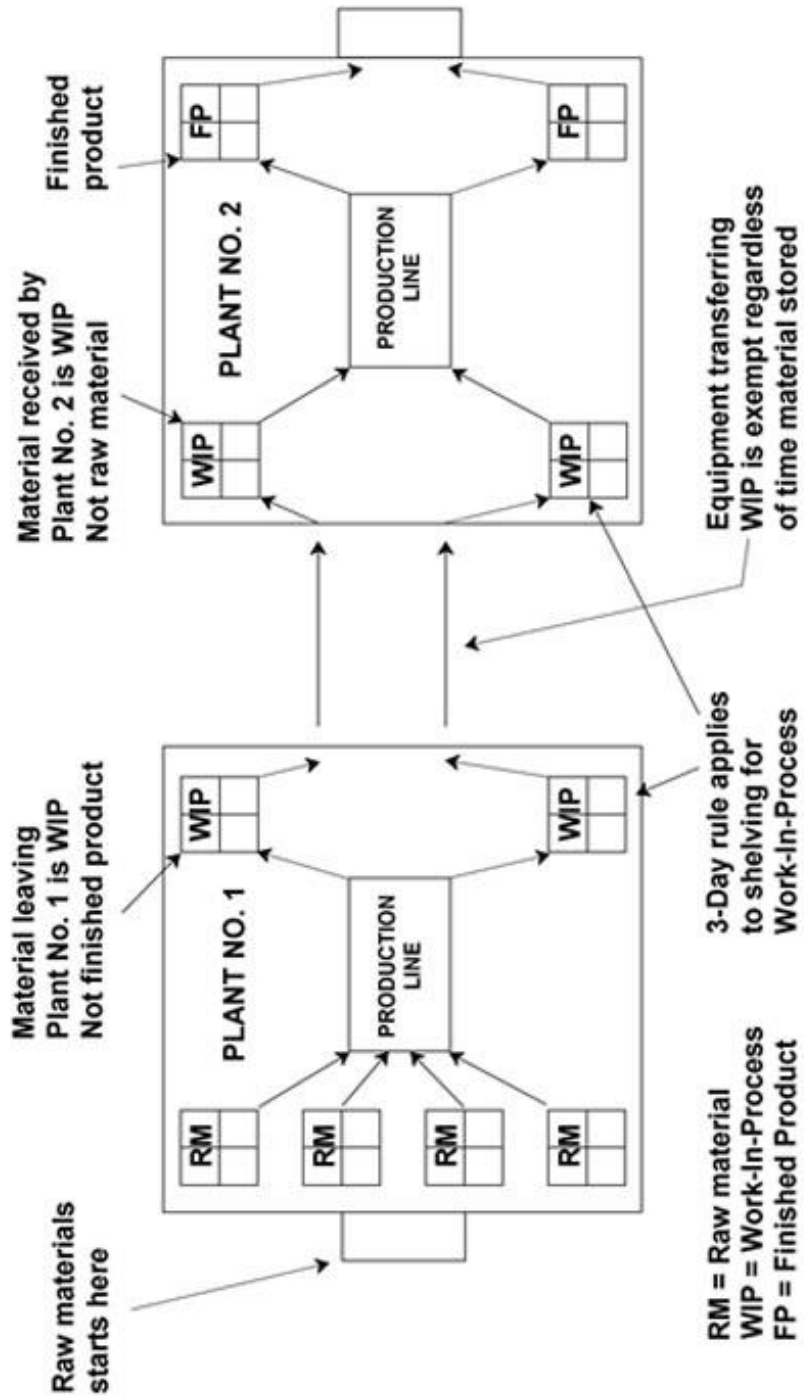 Raw materials
starts here
Material leaving
Plant No. 1 is WIP
Not finished product
Material received by
Plant No. 2 is WIP
Not raw material
Finished
product
RM
RM
RM
RM
PLANT NO. 1
PRODUCTION
LINE
WIP
WIP
WIP
WIP
PLANT NO. 2
PRODUCTION
LINE
FP
FP
3-Day rule applies
to shelving for
Work-In-Process
Equipment transferring
WIP is exempt regardless
of time material stored
RM = Raw material
WIP = Work-In-Process
FP = Finished Product